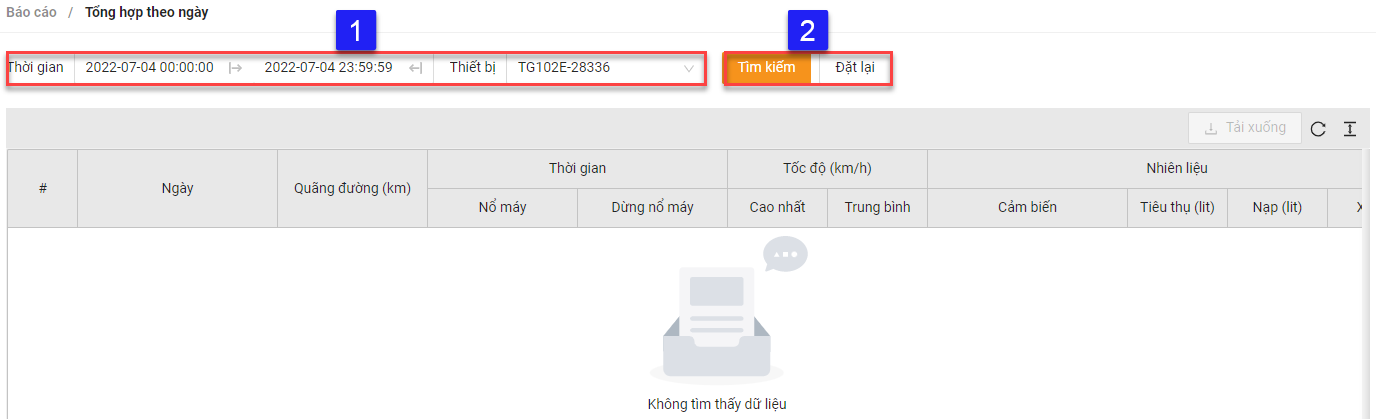 Báo cáo / Tổng hợp theo ngày
1 2
Thời gian 2022-07-04 00:00:00 2022-07-04 23:59:59 Thiết bị TG102E-28336 Tìm kiếm Đặt lại
Tải xuống
# Ngày Quãng đường (km) Thời gian Tốc độ (km/h) Nhiên liệu
Nổ máy Dừng nổ máy Cao nhất Trung bình Cảm biến Tiêu thụ (lit) Nạp (lit)
Không tìm thấy dữ liệu